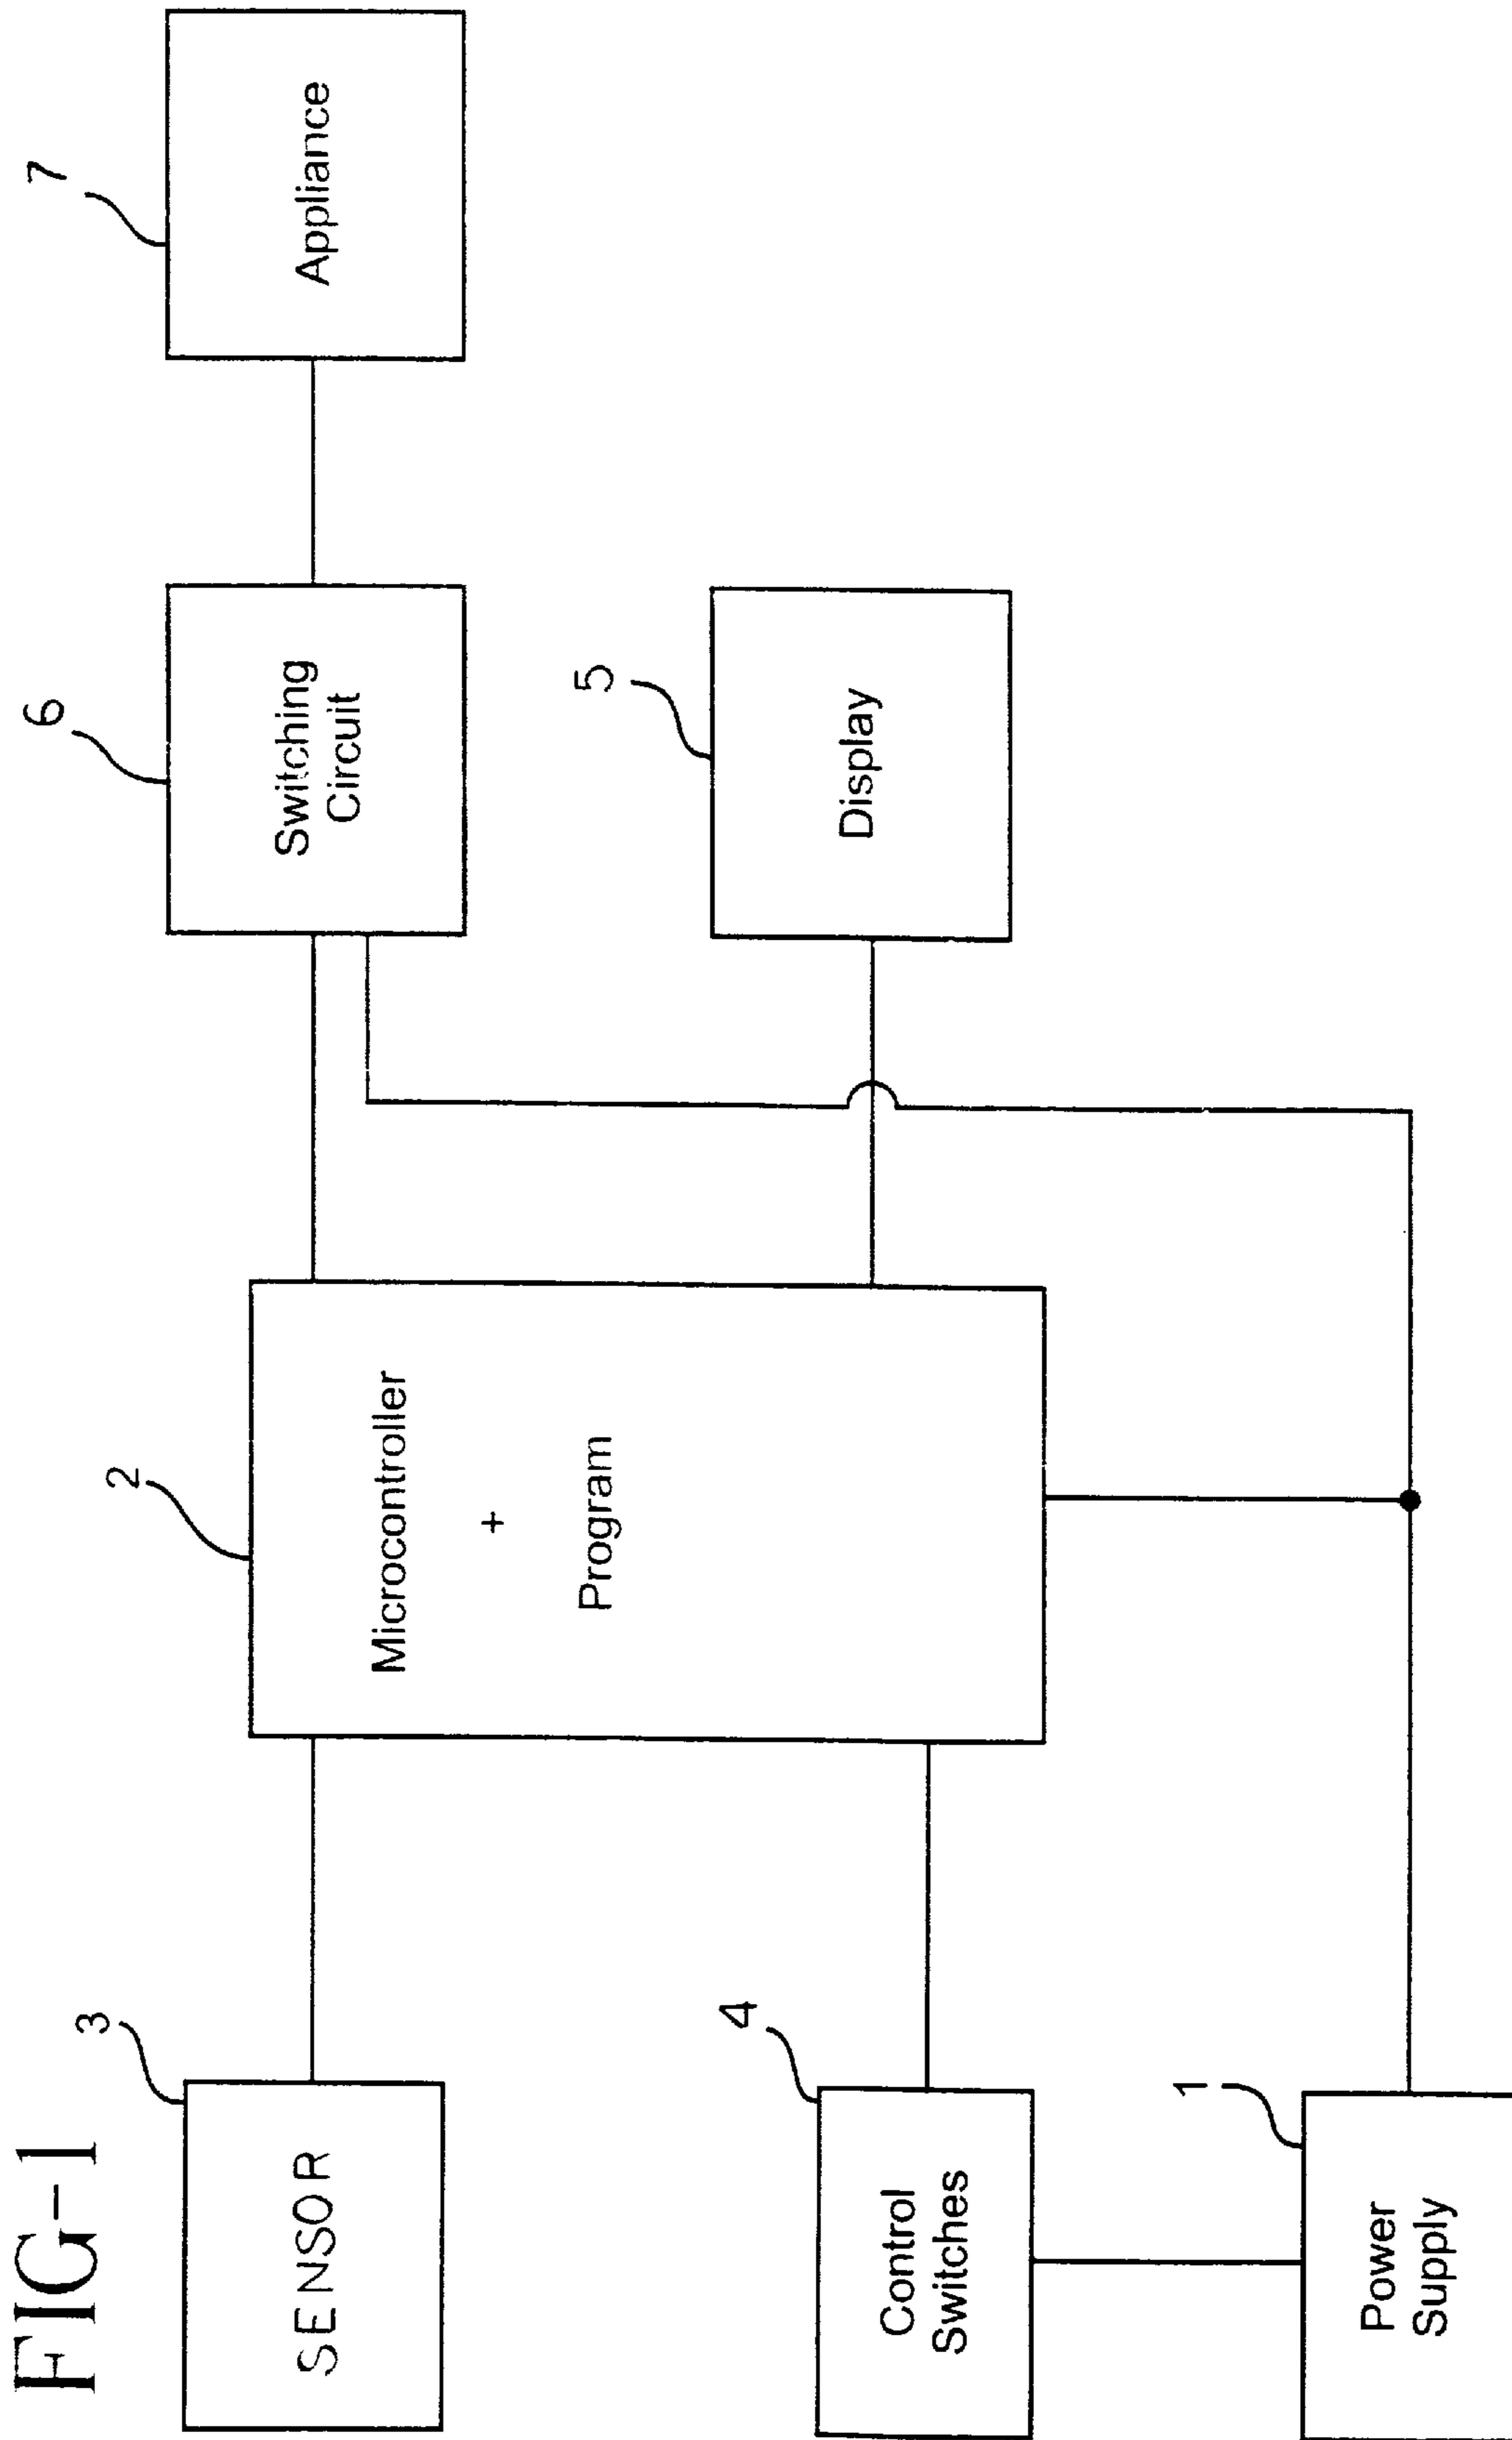 FIG-1
3
SENSOR
4
Control
Switches
1
Power
Supply
2
Microcontroller
+
Program
6
Switching
Circuit
5
Display
7
Appliance